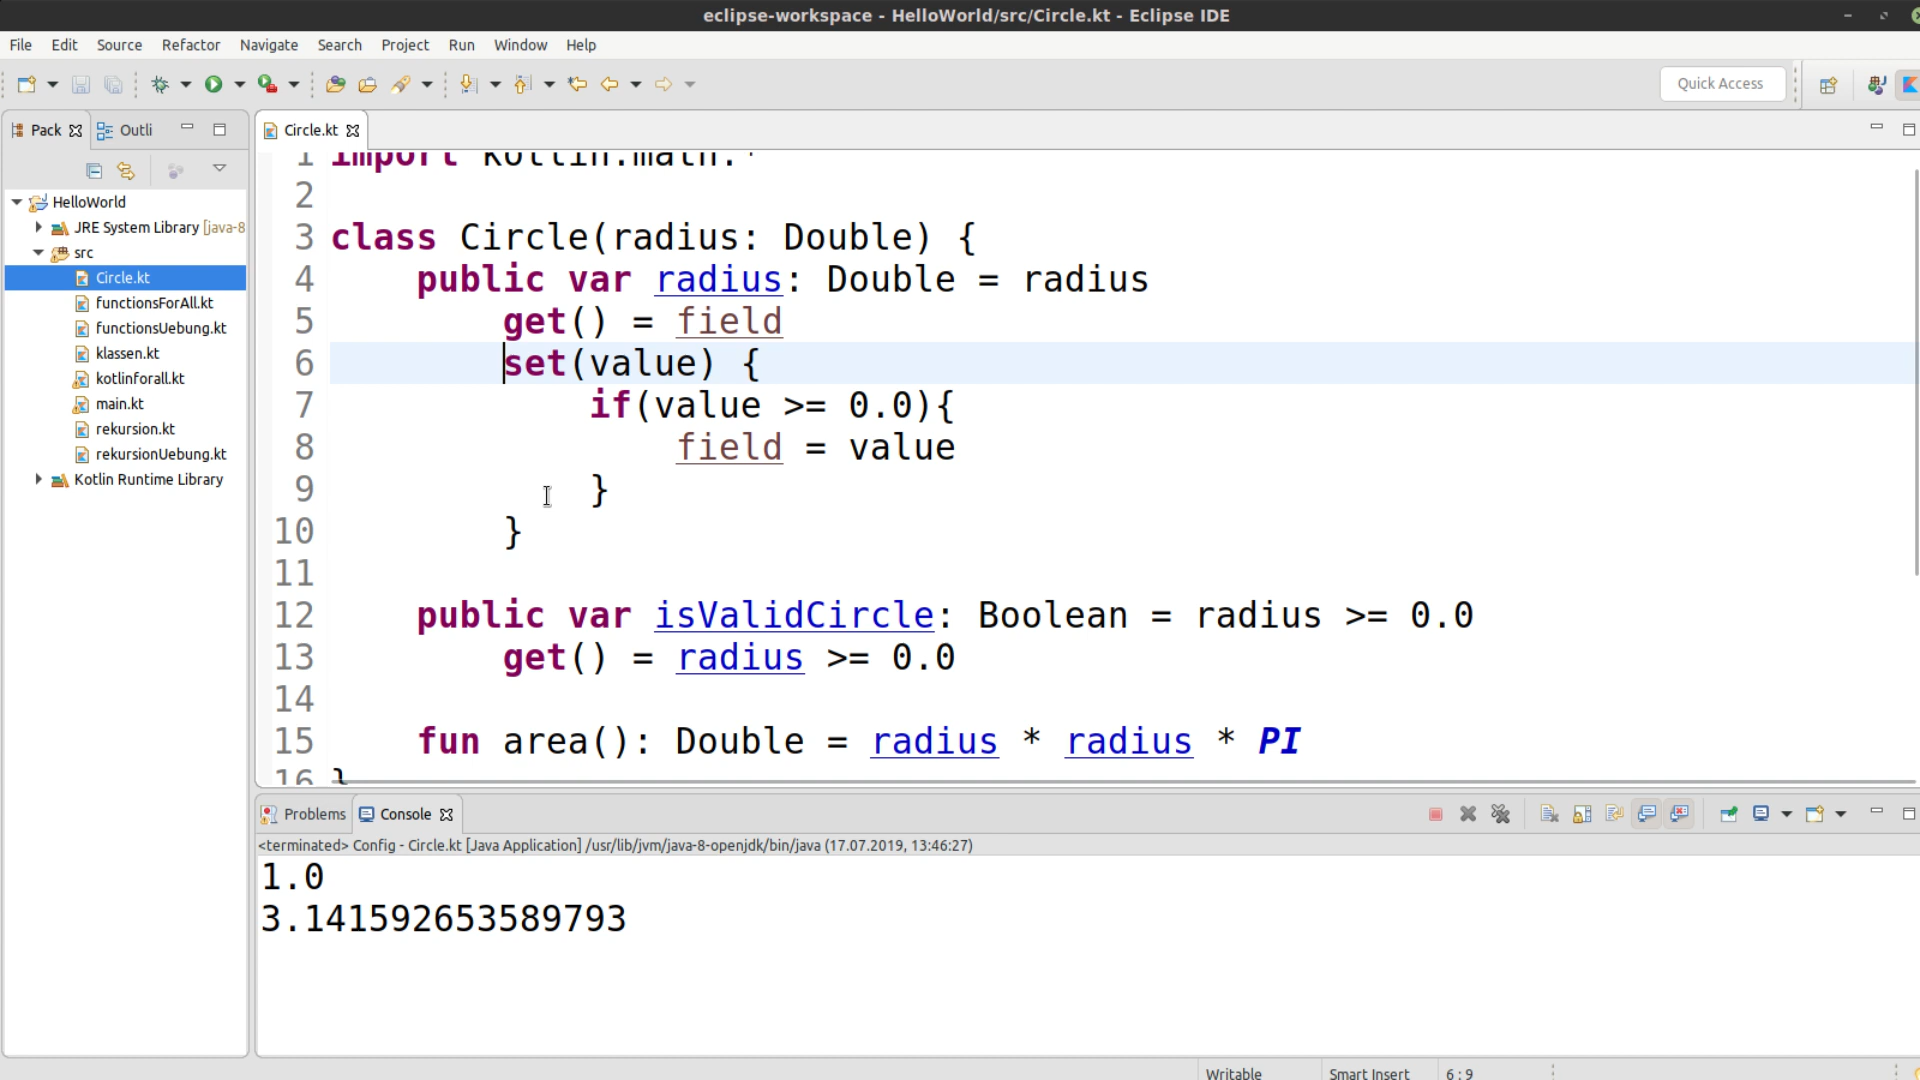 eclipse-workspace - HelloWorld/src/Circle.kt - Eclipse IDE
File Edit Source Refactor Navigate Search Project Run Window Help
Quick Access
Pack Outli
Circle.kt
HelloWorld
JRE System Library [java-8
src
Circle.kt
functionsForAll.kt
functionsUebung.kt
klassen.kt
kotlinforall.kt
main.kt
rekursion.kt
rekursionUebung.kt
Kotlin Runtime Library
1 import kotlin.math.*
2
3 class Circle(radius: Double) {
4 public var radius: Double = radius
5 get() = field
6 set(value) {
7 if(value >= 0.0){
8 field = value
9 }
10 }
11
12 public var isValidCircle: Boolean = radius >= 0.0
13 get() = radius >= 0.0
14
15 fun area(): Double = radius * radius * PI
16 }
Problems Console
<terminated> Config - Circle.kt [Java Application] /usr/lib/jvm/java-8-openjdk/bin/java (17.07.2019, 13:46:27)
1.0
3.141592653589793
Writable Smart Insert 6 : 9